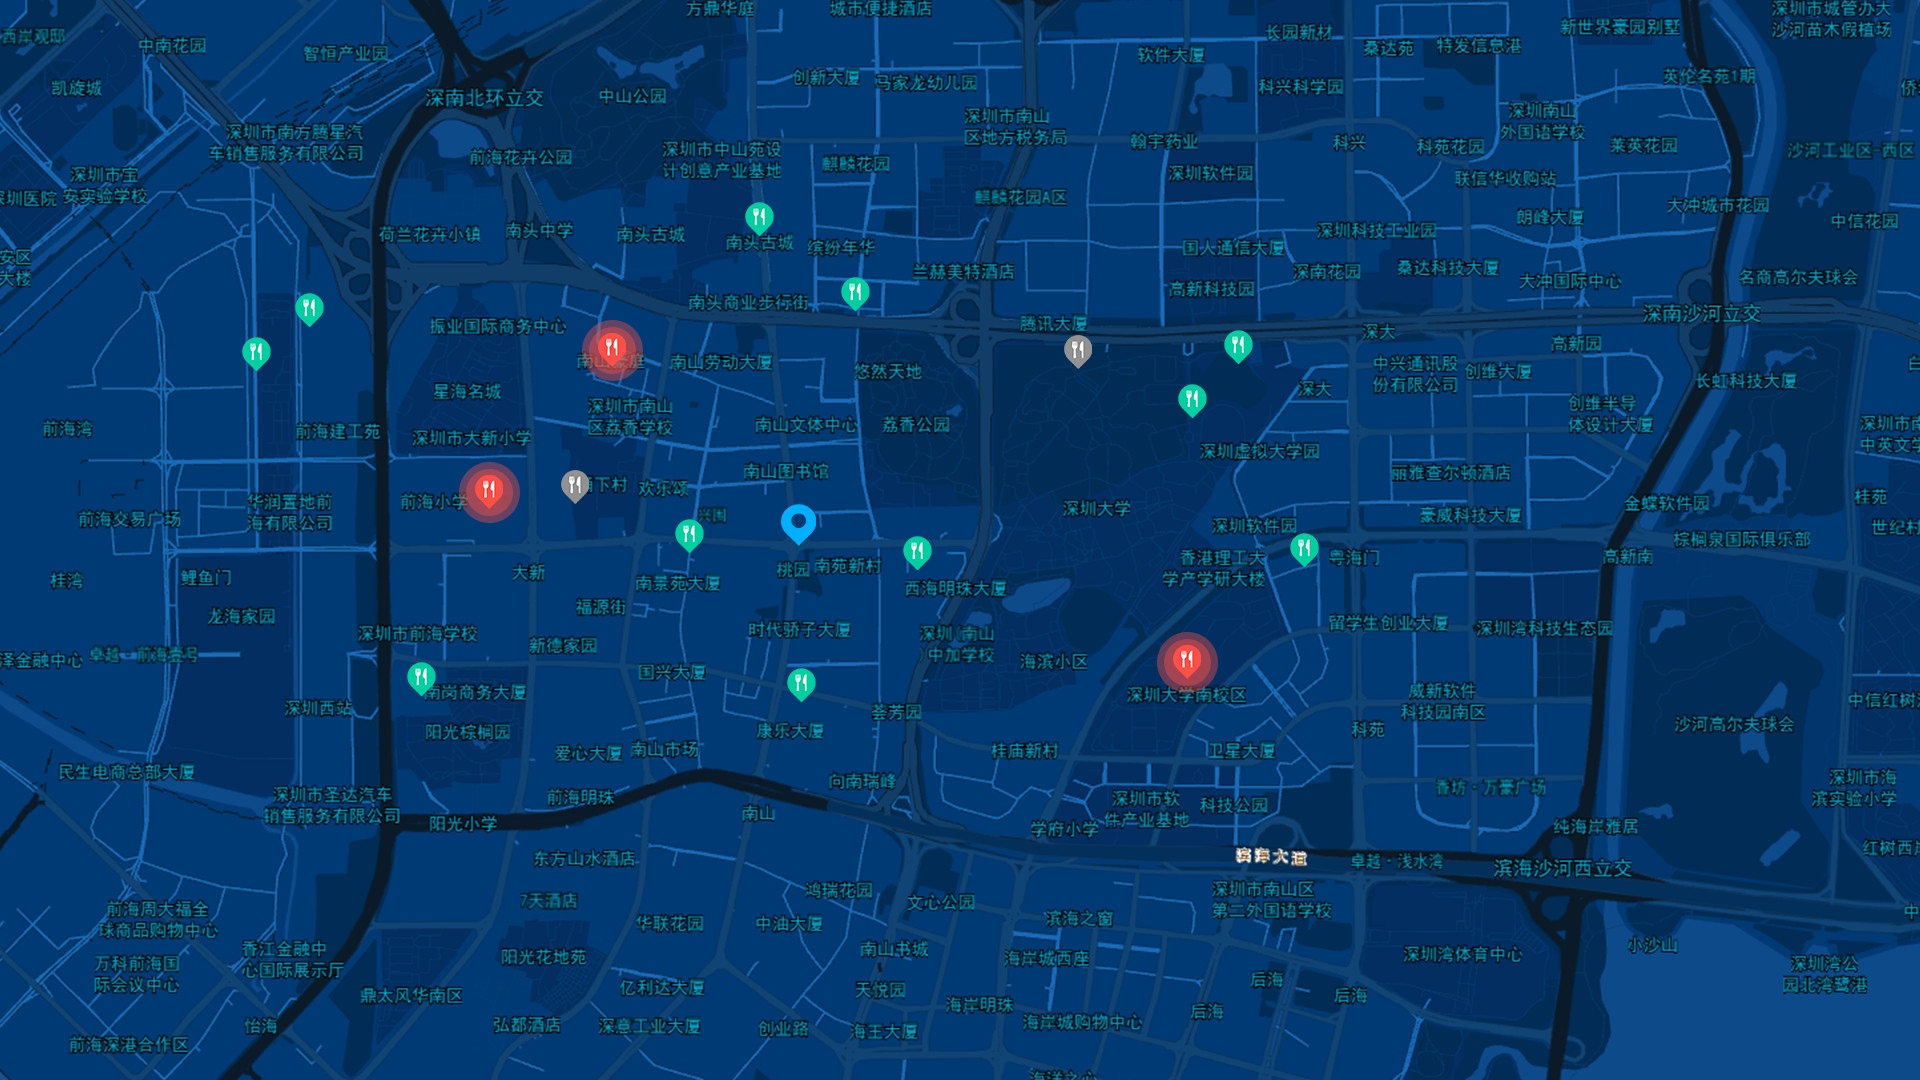 方鼎华庭
城市便捷酒店
深圳市城管办大
沙河苗木假植场
西岸观邸
中南花园
智恒产业园
长园新材
桑达苑
特发信息港
新世界豪园别墅
软件大厦
凯旋城
深南北环立交
中山公园
创新大厦
马家龙幼儿园
科兴科学园
英伦名苑1期
深圳市南方腾星汽
车销售服务有限公司
深圳市南山
区地方税务局
深圳南山
外国语学校
前海花卉公园
深圳市中山苑设
计创意产业基地
麒麟花园
翰宇药业
科兴
科苑花园
莱英花园
沙河工业区-西区
深圳市宝
安实验学校
圳医院
麒麟花园A区
深圳软件园
联信华收购站
荷兰花卉小镇
南头中学
南头古城
南头古城
缤纷年华
国人通信大厦
深圳科技工业园
朗峰大厦
大冲城市花园
中信花园
安区
大楼
兰赫美特酒店
深南花园
桑达科技大厦
大冲国际中心
名商高尔夫球会
南头商业步行街
高新科技园
深南沙河立交
振业国际商务中心
腾讯大厦
深大
高新园
南山劳动大厦
悠然天地
中兴通讯股
份有限公司
创维大厦
长虹科技大厦
星海名城
深大
深圳市南山
区荔香学校
南山文体中心
荔香公园
创维半导
体设计大厦
前海湾
前海建工苑
深圳市大新小学
深圳虚拟大学园
深圳市南
中英文学
南山图书馆
丽雅查尔顿酒店
前海小学
下村
欢乐颂
华润置地前
海有限公司
前海交易广场
兴围
深圳大学
深圳软件园
豪威科技大厦
金蝶软件园
桂苑
世纪村
棕榈泉国际俱乐部
桂湾
鲤鱼门
大新
南景苑大厦
桃园
南苑新村
西海明珠大厦
香港理工大
学产学研大楼
粤海门
高新南
龙海家园
福源街
深圳市前海学校
时代骄子大厦
深圳(南山
)中加学校
留学生创业大厦
深圳湾科技生态园
泽金融中心
卓越·前海壹号
新德家园
国兴大厦
海滨小区
深圳西站
南岗商务大厦
深圳大学南校区
威新软件
科技园南区
中信红树
阳光棕榈园
荟芳园
康乐大厦
科苑
沙河高尔夫球会
爱心大厦
南山市场
桂庙新村
卫星大厦
民生电商总部大厦
向南瑞峰
深圳市圣达汽车
销售服务有限公司
前海明珠
深圳市软
件产业基地
科技公园
香坊·万豪广场
深圳市海
滨实验小学
阳光小学
南山
学府小学
纯海岸雅居
东方山水酒店
滨海大道
卓越·浅水湾
滨海沙河西立交
红树西岸
7天酒店
鸿瑞花园
文心公园
深圳市南山区
第二外国语学校
前海周大福全
球商品购物中心
华联花园
中油大厦
滨海之窗
香江金融中
心国际展示厅
万科前海国
际会议中心
阳光花地苑
南山书城
海岸城西座
深圳湾体育中心
小沙山
深圳湾公
园北湾鹭港
鼎太风华南区
亿利达大厦
天悦园
海岸明珠
后海
后海
后海
怡海
弘都酒店
深意工业大厦
创业路
海王大厦
海岸城购物中心
前海深港合作区